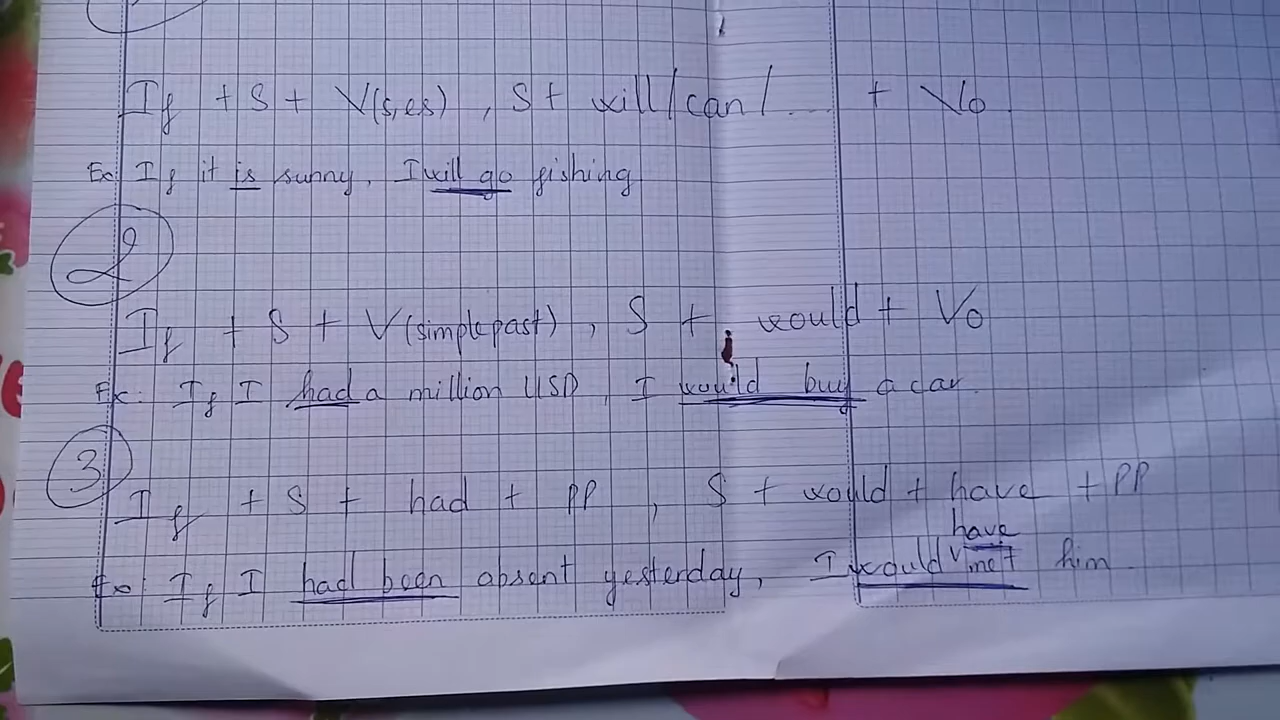 If + S + V(s,es) , S + will/can/... + Vo
Ex: If it is sunny, I will go fishing
2
If + S + V(simple past) , S + would + Vo
Ex: If I had a million USD , I would buy a car.
3
If + S + had + PP , S + would + have + PP
have
Ex: If I had been absent yesterday, I would v met him.